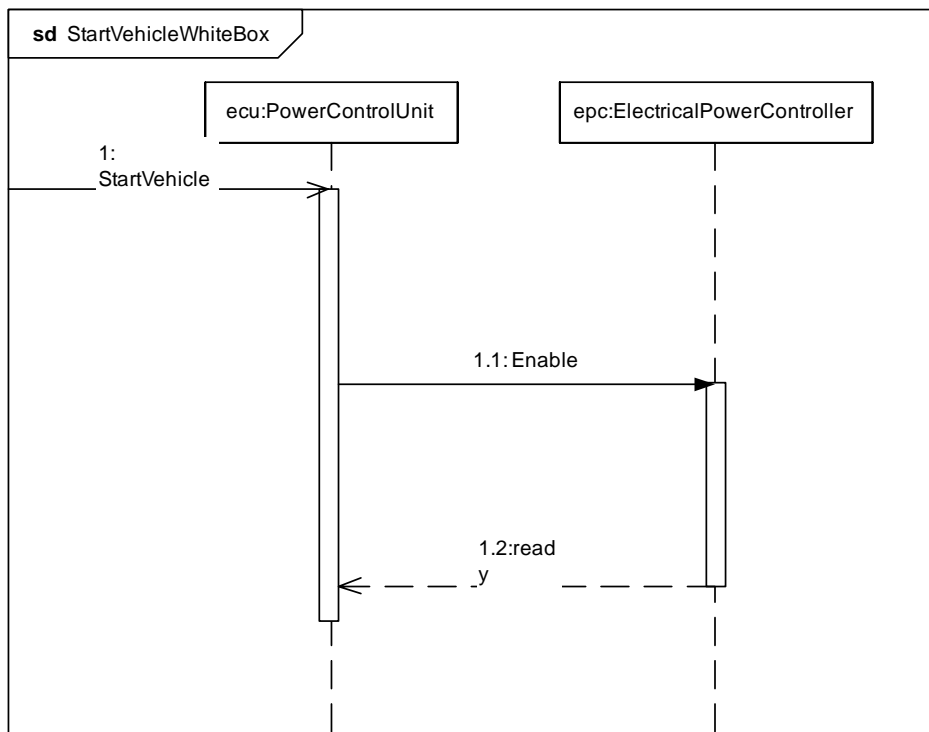 sd StartVehicleWhiteBox
ecu:PowerControlUnit
epc:ElectricalPowerController
1:
StartVehicle
1.1: Enable
1.2:read
y